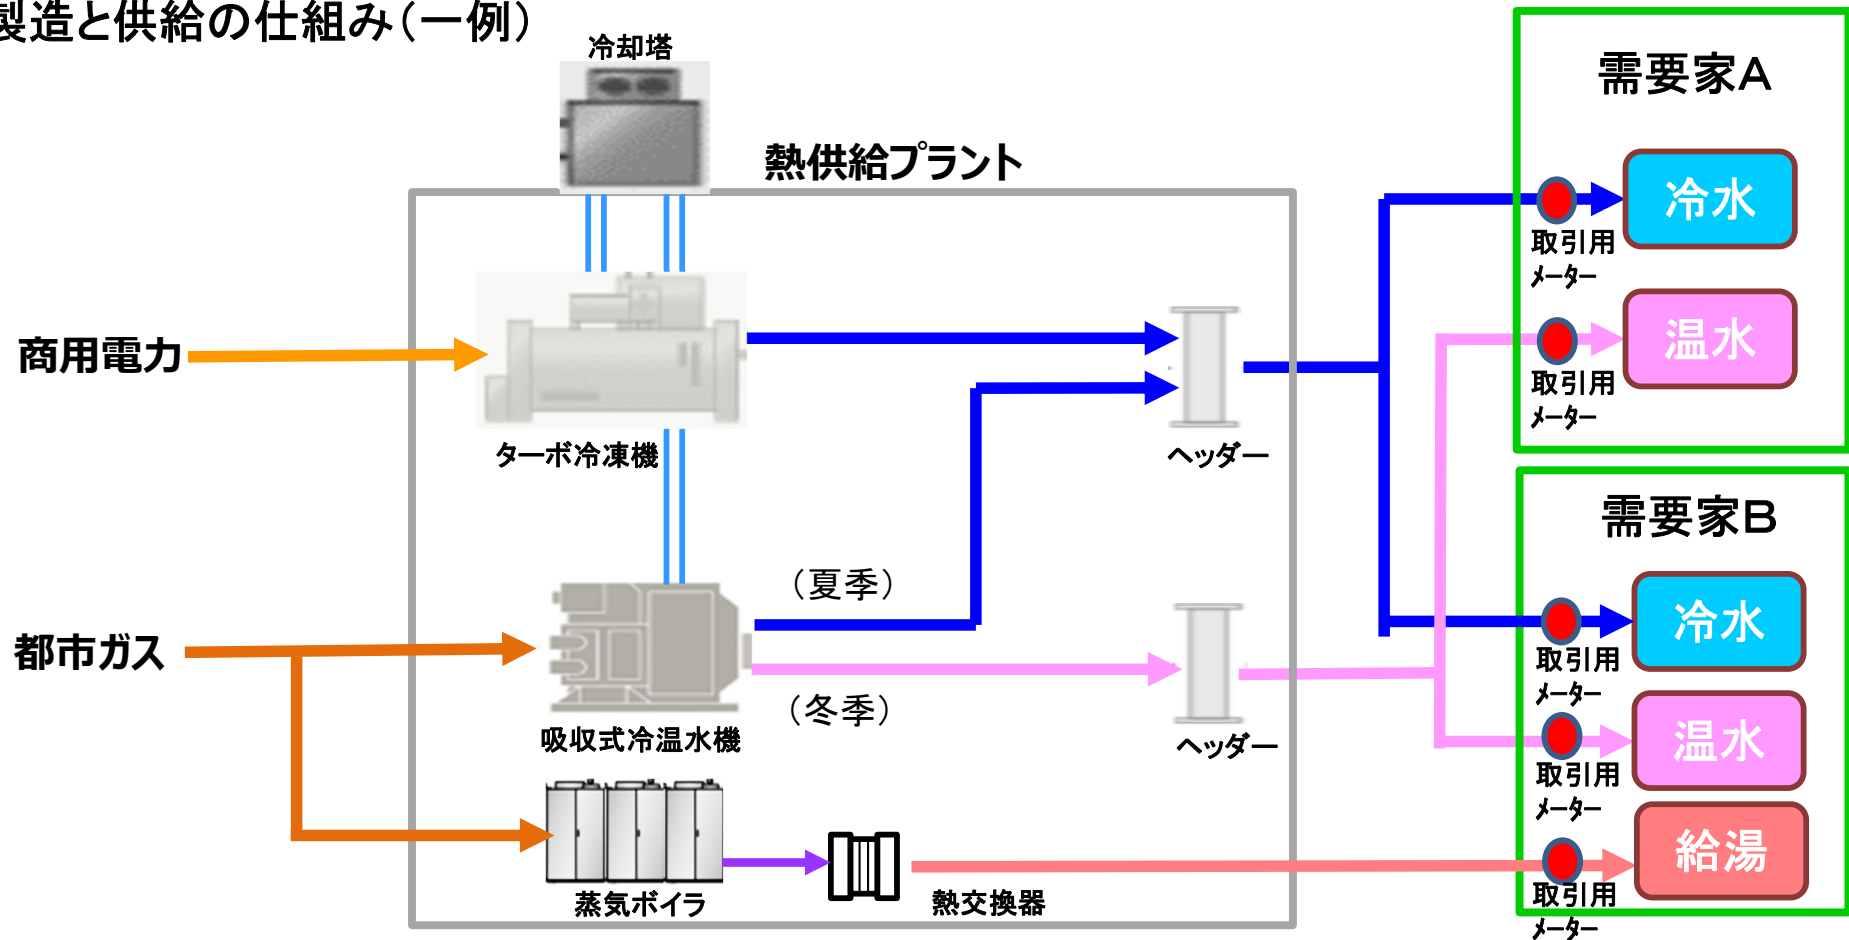 製造と供給の仕組み（一例）
冷却塔
熱供給プラント
需要家A
冷水
取引用
メーター
温水
取引用
メーター
商用電力
ターボ冷凍機
ヘッダー
需要家B
（夏季）
冷水
取引用
メーター
都市ガス
（冬季）
吸収式冷温水機
ヘッダー
温水
取引用
メーター
給湯
取引用
メーター
蒸気ボイラ
熱交換器